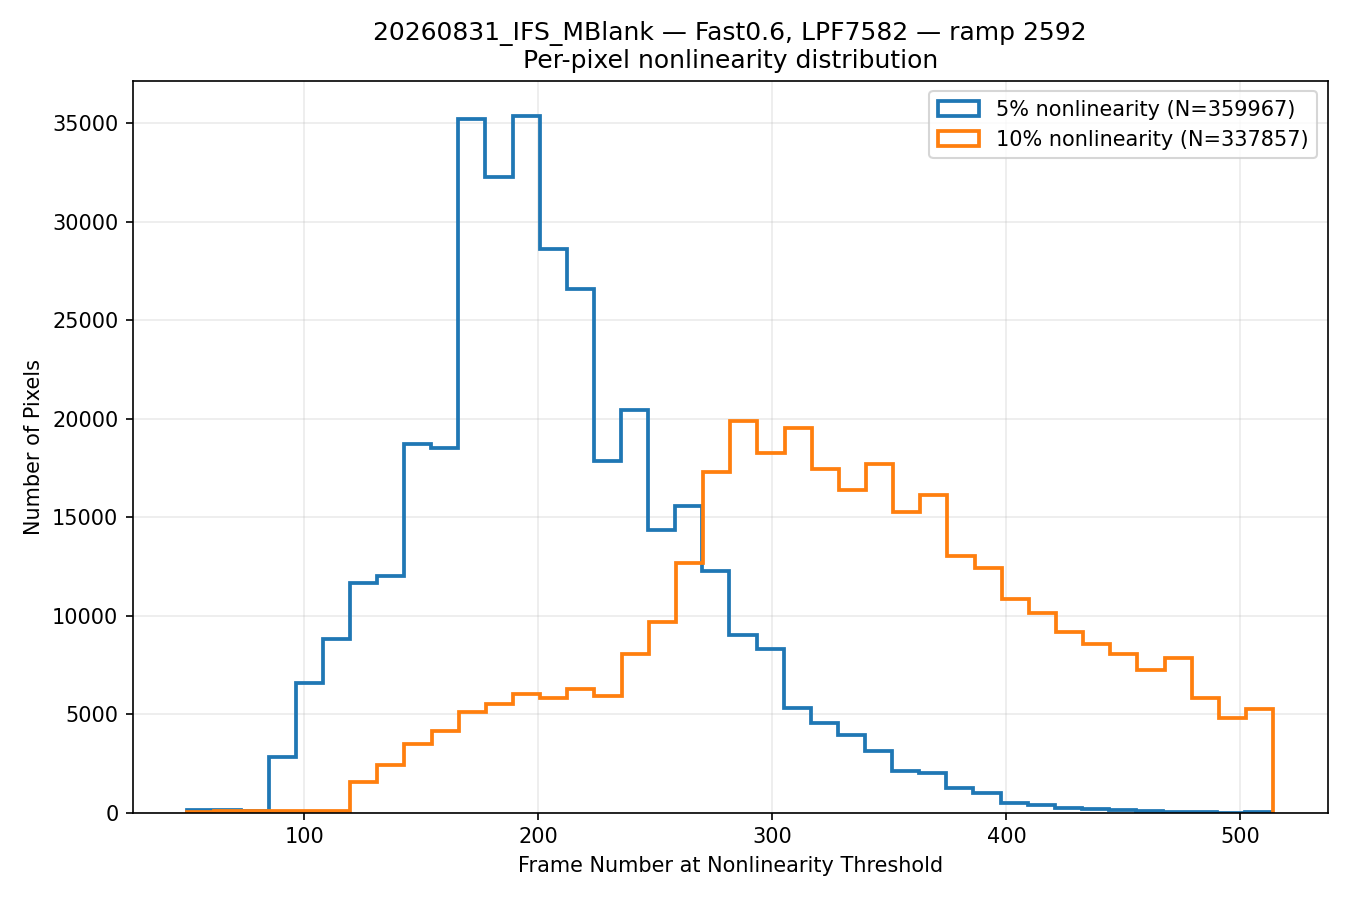 20260831_IFS_MBlank — Fast0.6, LPF7582 — ramp 2592
Per-pixel nonlinearity distribution
5% nonlinearity (N=359967)
10% nonlinearity (N=337857)
Number of Pixels
35000
30000
25000
20000
15000
10000
5000
0
100 200 300 400 500
Frame Number at Nonlinearity Threshold